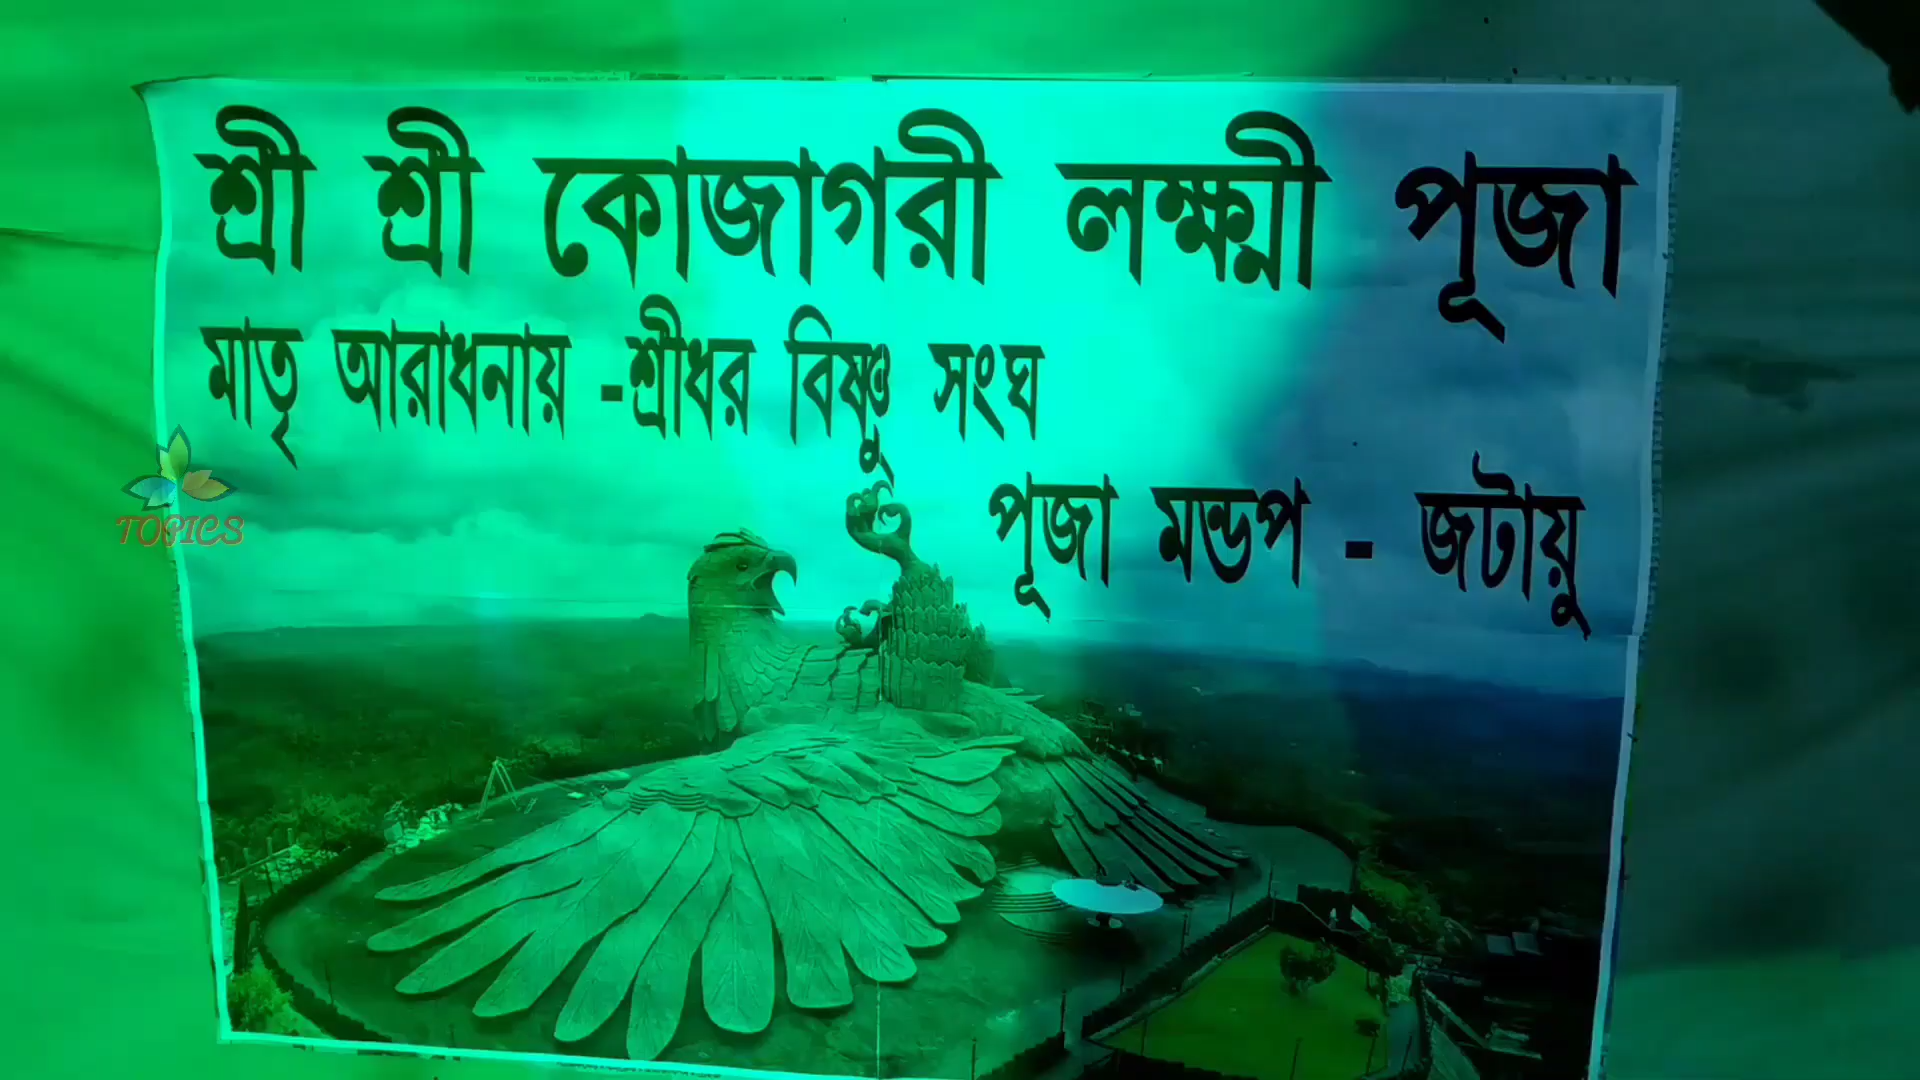 শ্রী শ্রী কোজাগরী লক্ষ্মী পূজা
মাতৃ আরাধনায় -শ্রীধর বিষ্ণু সংঘ
পূজা মন্ডপ - জটায়ু
TOPICS